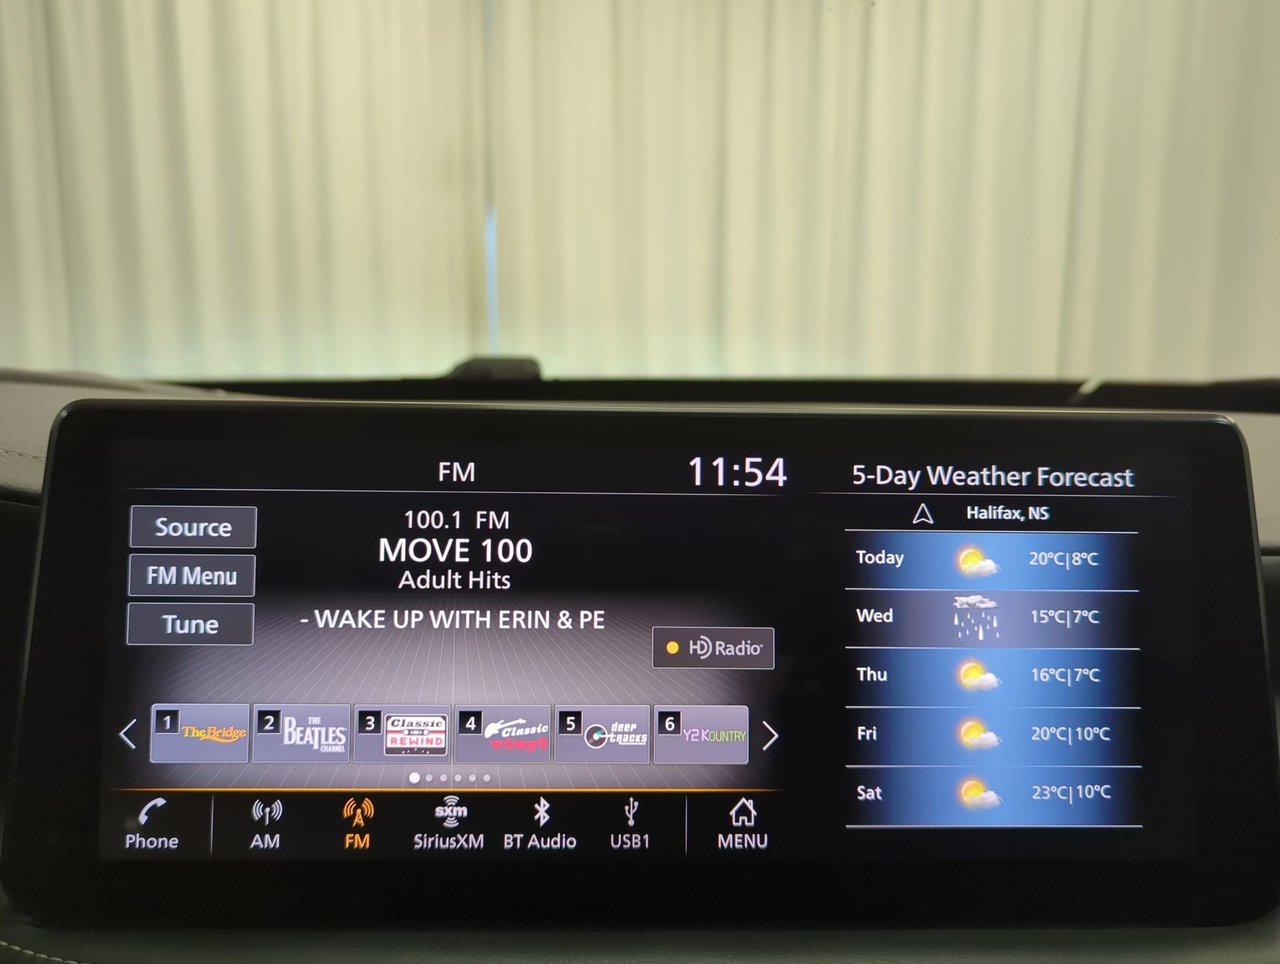 FM
11:54
Source
FM Menu
Tune
100.1 FM
MOVE 100
Adult Hits
- WAKE UP WITH ERIN & PE
HD Radio
1 The Bridge
2 THE BEATLES CHANNEL
3 Classic REWIND
4 Classic vinyl
5 deep tracks
6 Y2KOUNTRY
Phone
AM
FM
sxm
SiriusXM
BT Audio
USB1
MENU
5-Day Weather Forecast
Halifax, NS
Today 20°C|8°C
Wed 15°C|7°C
Thu 16°C|7°C
Fri 20°C|10°C
Sat 23°C|10°C